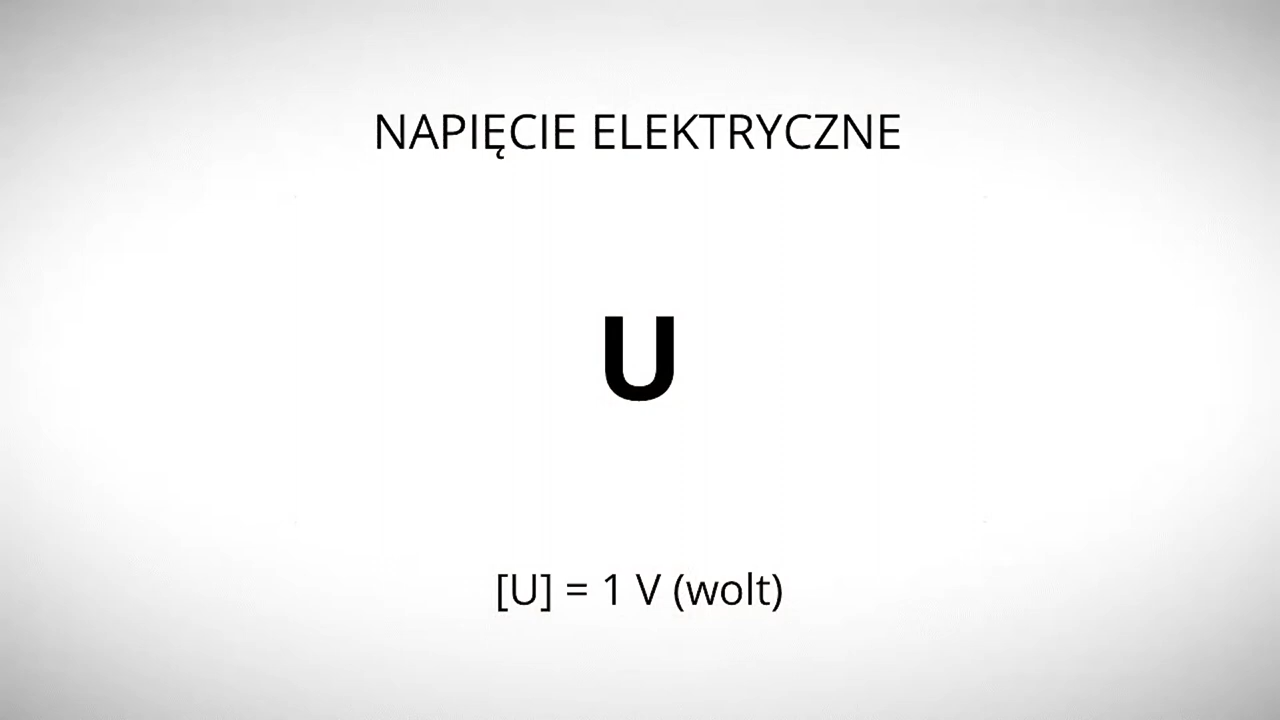 NAPIĘCIE ELEKTRYCZNE
U
[U] = 1 V (wolt)